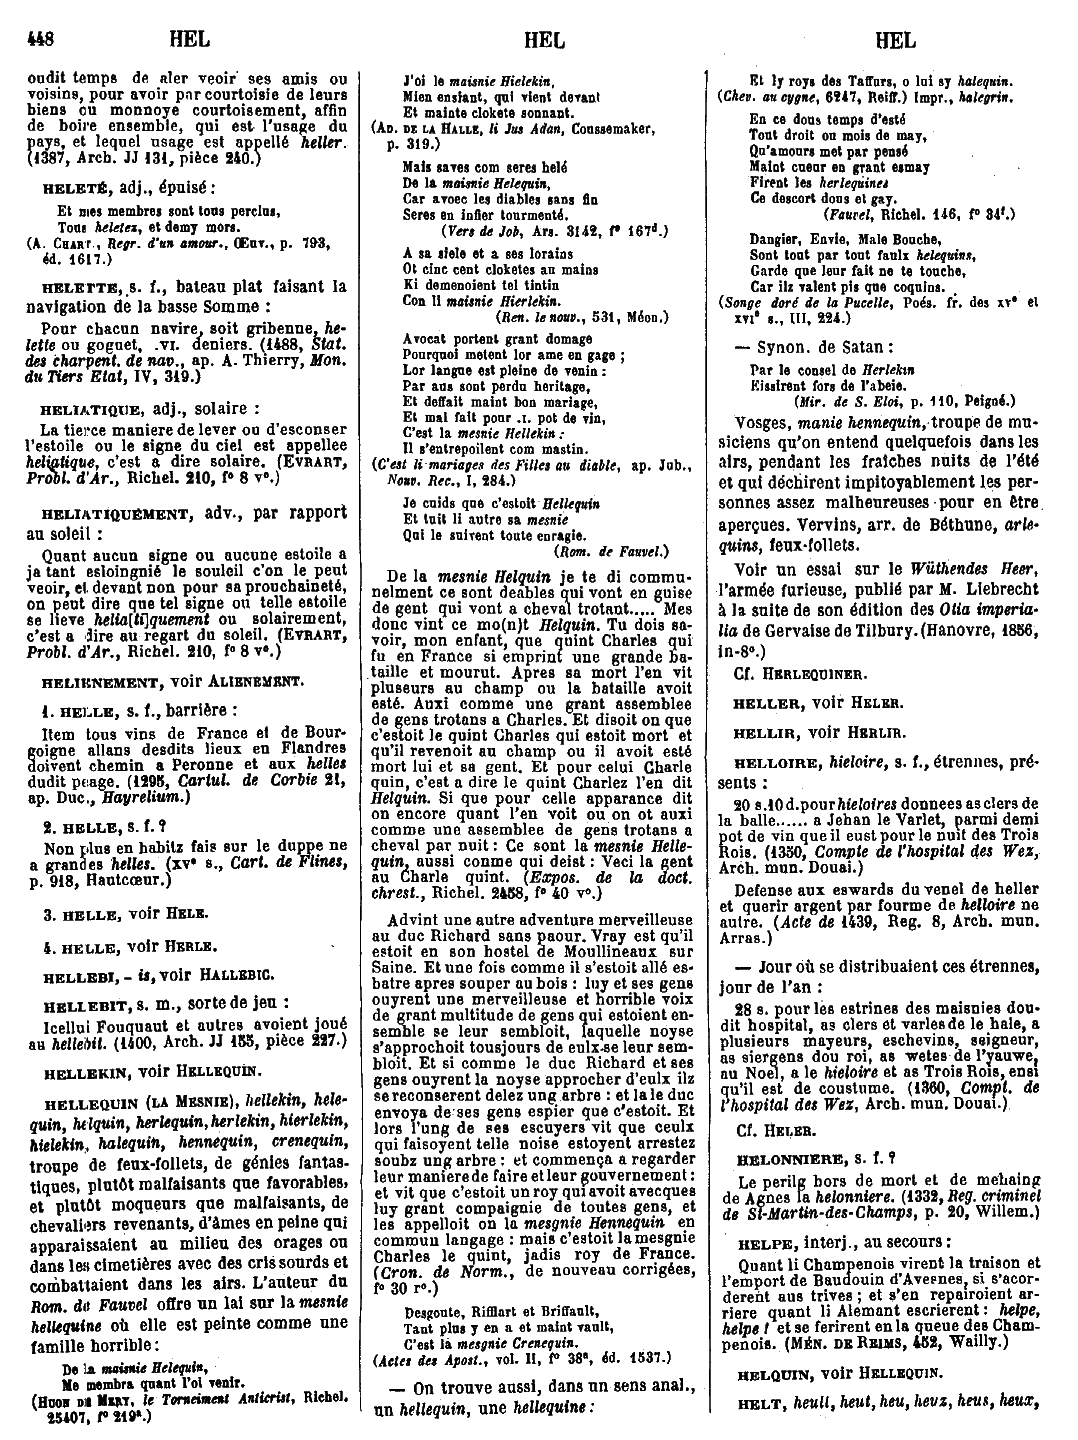 448 HEL HEL HEL
oudit temps de aler veoir ses amis ou
voisins, pour avoir par courtoisie de leurs
biens ou monnoye courtoisement, affin
de boire ensemble, qui est l'usage du
pays, et lequel usage est appellé heller.
(1387, Arch. JJ 131, pièce 240.)
HELETÉ, adj., épuisé :
Et mes membres sont tous perclus,
Tous heletez, et demy mors.
(A. CHART., Regr. d'un amour., Œuv., p. 793,
éd. 1617.)
HELETTE, s. f., bateau plat faisant la
navigation de la basse Somme :
Pour chacun navire, soit gribenne, he-
lette ou goguet, .VI. deniers. (1488, Stat.
des charpent. de nav., ap. A. Thierry, Mon.
du Tiers Etat, IV, 319.)
HELIATIQUE, adj., solaire :
La tierce maniere de lever ou d'esconser
l'estoile ou le signe du ciel est appellee
heliatique, c'est a dire solaire. (EVRART,
Probl. d'Ar., Richel. 210, f° 8 v°.)
HELIATIQUEMENT, adv., par rapport
au soleil :
Quant aucun signe ou aucune estoile a
ja tant esloingnié le souleil c'on le peut
veoir, et devant non pour sa prouchaineté,
on peut dire que tel signe ou telle estoile
se lieve helia[ti]quement ou solairement,
c'est a dire au regart du soleil. (EVRART,
Probl. d'Ar., Richel. 210, f° 8 v°.)
HELIENEMENT, voir ALIENEMENT.
1. HELLE, s. f., barrière :
Item tous vins de France et de Bour-
goigne allans desdits lieux en Flandres
doivent chemin a Peronne et aux helles
dudit peage. (1295, Cartul. de Corbie 21,
ap. Duc., Hayrelium.)
2. HELLE, s. f. ?
Non plus en habitz fais sur le duppe ne
a grandes helles. (XV° s., Cart. de Flines,
p. 918, Hautcœur.)
3. HELLE, voir HELE.
4. HELLE, voir HERLE.
HELLEBI, - is, voir HALLEBIC.
HELLEBIT, s. m., sorte de jeu :
Icellui Fouquaut et autres avoient joué
au hellebit. (1400, Arch. JJ 155, pièce 227.)
HELLEKIN, voir HELLEQUIN.
HELLEQUIN (LA MESNIE), hellekin, hele-
quin, helquin, herlequin, herlekin, hierlekin,
hielekin, halequin, hennequin, crenequin,
troupe de feux-follets, de génies fantas-
tiques, plutôt malfaisants que favorables,
et plutôt moqueurs que malfaisants, de
chevaliers revenants, d'âmes en peine qui
apparaissaient au milieu des orages ou
dans les cimetières avec des cris sourds et
combattaient dans les airs. L'auteur du
Rom. de Fauvel offre un lai sur la mesnie
hellequine où elle est peinte comme une
famille horrible :
De la maisnie Helequin,
Me membra quant l'oi venir.
(HUON DE MERY, le Torneiment Anticrist, Richel.
25407, f° 219ª.)
J'oi le maisnie Hielekin,
Mien ensiant, qui vient devant
Et mainte clokete sonnant.
(AD. DE LA HALLE, li Jus Adan, Coussemaker,
p. 319.)
Mais saves com seres helé
De la maisnie Helequin,
Car avoec les diables sans fin
Seres en infier tourmenté.
(Vers de Job, Ars. 3142, f° 167d.)
A sa siele et a ses lorains
Ot cinc cent cloketes au mains
Ki demenoient tel tintin
Con li maisnie Hierlekin.
(Ren. le nouv., 531, Méon.)
Avocat portent grant domage
Pourquoi metent lor ame en gage ;
Lor langue est pleine de venin :
Par aus sont perdu heritage,
Et deffait maint bon mariage,
Et mal fait pour .I. pot de vin,
C'est la mesnie Hellekin :
Il s'entrepoilent com mastin.
(C'est li mariages des Filles au diable, ap. Jub.,
Nouv. Rec., I, 284.)
Je cuids que c'estoit Hellequin
Et tuit li autre sa mesnie
Qui le suivent toute enragie.
(Rom. de Fauvel.)
De la mesnie Helquin je te di commu-
nelment ce sont deables qui vont en guise
de gent qui vont a cheval trotant..... Mes
donc vint ce mo(n)t Helquin. Tu dois sa-
voir, mon enfant, que quint Charles qui
fu en France si emprint une grande ba-
taille et mourut. Apres sa mort l'en vit
pluseurs au champ ou la bataille avoit
esté. Auxi comme une grant assemblee
de gens trotans a Charles. Et disoit on que
c'estoit le quint Charles qui estoit mort et
qu'il revenoit au champ ou il avoit esté
mort lui et sa gent. Et pour celui Charle
quin, c'est a dire le quint Charlez l'en dit
Helquin. Si que pour celle apparance dit
on encore quant l'en voit ou on ot auxi
comme une assemblee de gens trotans a
cheval par nuit : Ce sont la mesnie Helle-
quin, aussi conme qui deist : Veci la gent
au Charle quint. (Expos. de la doct.
chrest., Richel. 2458, f° 40 v°.)
Advint une autre adventure merveilleuse
au duc Richard sans paour. Vray est qu'il
estoit en son hostel de Moullineaux sur
Saine. Et une fois comme il s'estoit allé es-
batre apres souper au bois : luy et ses gens
ouyrent une merveilleuse et horrible voix
de grant multitude de gens qui estoient en-
semble se leur sembloit, laquelle noyse
s'approchoit tousjours de eulx se leur sem-
bloit. Et si comme le duc Richard et ses
gens ouyrent la noyse approcher d'eulx ilz
se reconserent delez ung arbre : et la le duc
envoya de ses gens espier que c'estoit. Et
lors l'ung de ses escuyers vit que ceulx
qui faisoyent telle noise estoyent arrestez
soubz ung arbre : et commença a regarder
leur maniere de faire et leur gouvernement :
et vit que c'estoit un roy qui avoit avecques
luy grant compaignie de toutes gens, et
les appelloit on la mesgnie Hennequin en
commun langage : mais c'estoit la mesgnie
Charles le quint, jadis roy de France.
(Cron. de Norm., de nouveau corrigées,
f° 30 r°.)
Desgoute, Rifflart et Briffault,
Tant plus y en a et maint vault,
C'est la mesgnie Crenequin.
(Actes des Apost., vol. II, f° 38ª, éd. 1537.)
— On trouve aussi, dans un sens anal.,
un hellequin, une hellequine :
Et ly roys des Taffurs, o lui sy halequin.
(Chev. au cygne, 6247, Reiff.) Impr., halegrin.
En ce dous temps d'esté
Tout droit ou mois de may,
Qu'amours met par pensé
Maint cueur en grant esmay
Firent les herlequines
Ce descort dous et gay.
(Fauvel, Richel. 146, f° 34f.)
Dangier, Envie, Male Bouche,
Sont tout par tout faulx helequins,
Garde que leur fait ne te touche,
Car ilz valent pis que coquins.
(Songe doré de la Pucelle, Poés. fr. des XV° et
XVI° s., III, 224.)
— Synon. de Satan :
Par le consel de Herlekin
Eissirent fors de l'abeie.
(Mir. de S. Eloi, p. 110, Peigné.)
Vosges, manie hennequin, troupe de mu-
siciens qu'on entend quelquefois dans les
airs, pendant les fraîches nuits de l'été
et qui déchirent impitoyablement les per-
sonnes assez malheureuses pour en être
aperçues. Vervins, arr. de Béthune, arle-
quins, feux-follets.
Voir un essai sur le Wüthendes Heer,
l'armée furieuse, publié par M. Liebrecht
à la suite de son édition des Otia imperia-
lia de Gervaise de Tilbury. (Hanovre, 1856,
in-8°.)
Cf. HERLEQUINER.
HELLER, voir HELER.
HELLIR, voir HERLIR.
HELLOIRE, hieloire, s. f., étrennes, pré-
sents :
20 s.10 d. pour hieloires donnees as clers de
la balle...... a Jehan le Varlet, parmi demi
pot de vin que il eust pour le nuit des Trois
Rois. (1350, Compte de l'hospital des Wez,
Arch. mun. Douai.)
Defense aux eswards du venel de heller
et querir argent par fourme de helloire ne
autre. (Acte de 1439, Reg. 8, Arch. mun.
Arras.)
— Jour où se distribuaient ces étrennes,
jour de l'an :
28 s. pour les estrines des maisnies dou-
dit hospital, as clers et varles de le hale, a
plusieurs mayeurs, eschevins, seigneur,
as siergens dou roi, as wetes de l'yauwe,
au Noel, a le hieloire et as Trois Rois, ensi
qu'il est de coustume. (1360, Compt. de
l'hospital des Wez, Arch. mun. Douai.)
Cf. HELER.
HELONNIERE, s. f. ?
Le perilg hors de mort et de mehaing
de Agnes la helonniere. (1332, Reg. criminel
de St-Martin-des-Champs, p. 20, Willem.)
HELPE, interj., au secours :
Quant li Champenois virent la traison et
l'emport de Baudouin d'Avesnes, si s'acor-
derent aus trives ; et s'en repairoient ar-
riere quant li Alemant escrierent : helpe,
helpe ! et se ferirent en la queue des Cham-
penois. (MÉN. DE REIMS, 452, Wailly.)
HELQUIN, voir HELLEQUIN.
HELT, heull, heut, heu, heuz, heus, heux,